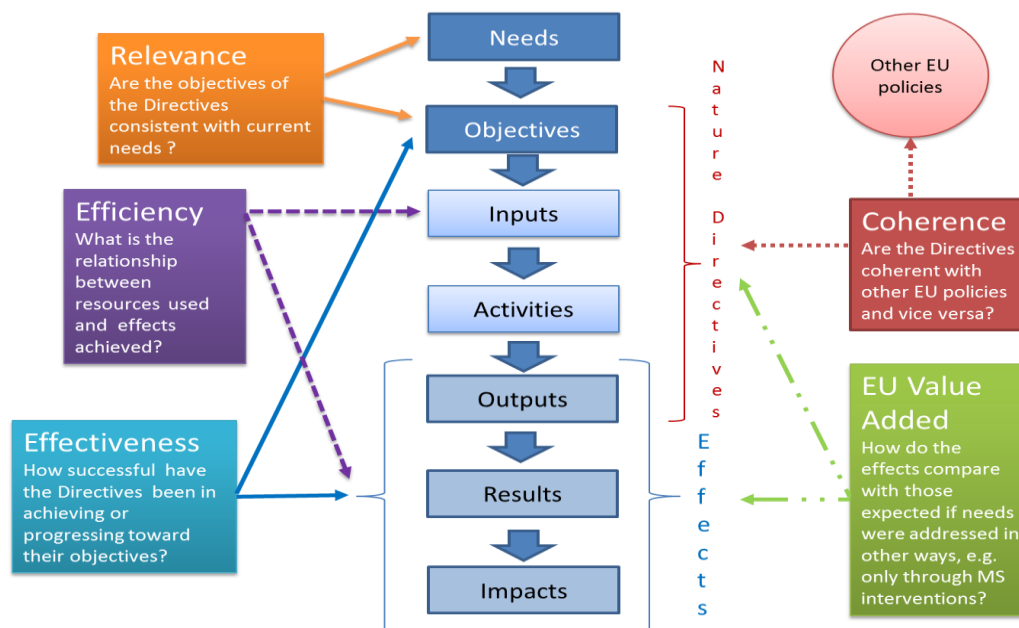 Relevance
Are the objectives of
the Directives
consistent with current
needs ?
Efficiency
What is the
relationship
between
resources used
and effects
achieved?
Effectiveness
How successful have
the Directives been in
achieving or
progressing toward
their objectives?
Needs
Objectives
Inputs
Activities
Outputs
Results
Impacts
Nature Directives
Effects
Other EU
policies
Coherence
Are the Directives
coherent with
other EU policies
and vice versa?
EU Value
Added
How do the
effects compare
with those
expected if needs
were addressed in
other ways, e.g.
only through MS
interventions?